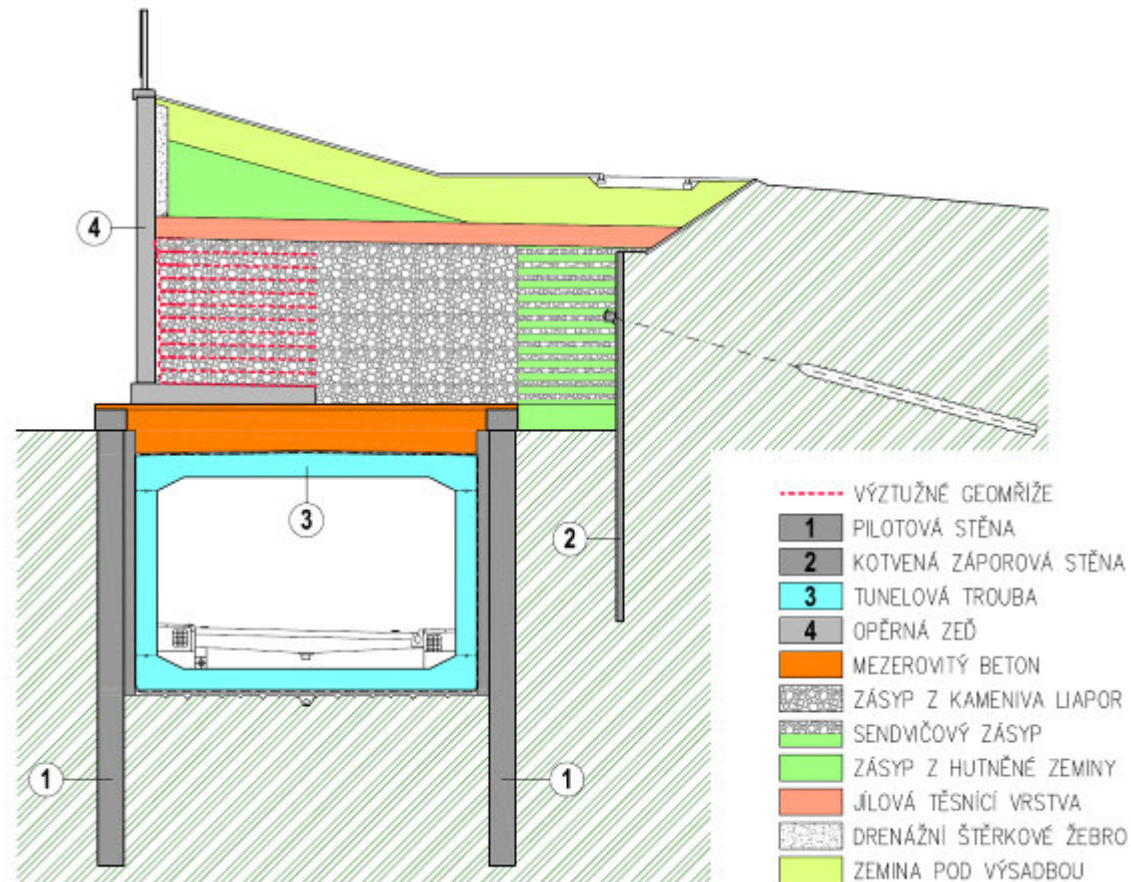 4
3
2
1
1
VÝZTUŽNÉ GEOMŘÍŽE
1 PILOTOVÁ STĚNA
2 KOTVENÁ ZÁPOROVÁ STĚNA
3 TUNELOVÁ TROUBA
4 OPĚRNÁ ZEĎ
MEZEROVITÝ BETON
ZÁSYP Z KAMENIVA LIAPOR
SENDVIČOVÝ ZÁSYP
ZÁSYP Z HUTNĚNÉ ZEMINY
JÍLOVÁ TĚSNÍCÍ VRSTVA
DRENÁŽNÍ ŠTĚRKOVÉ ŽEBRO
ZEMINA POD VÝSADBOU